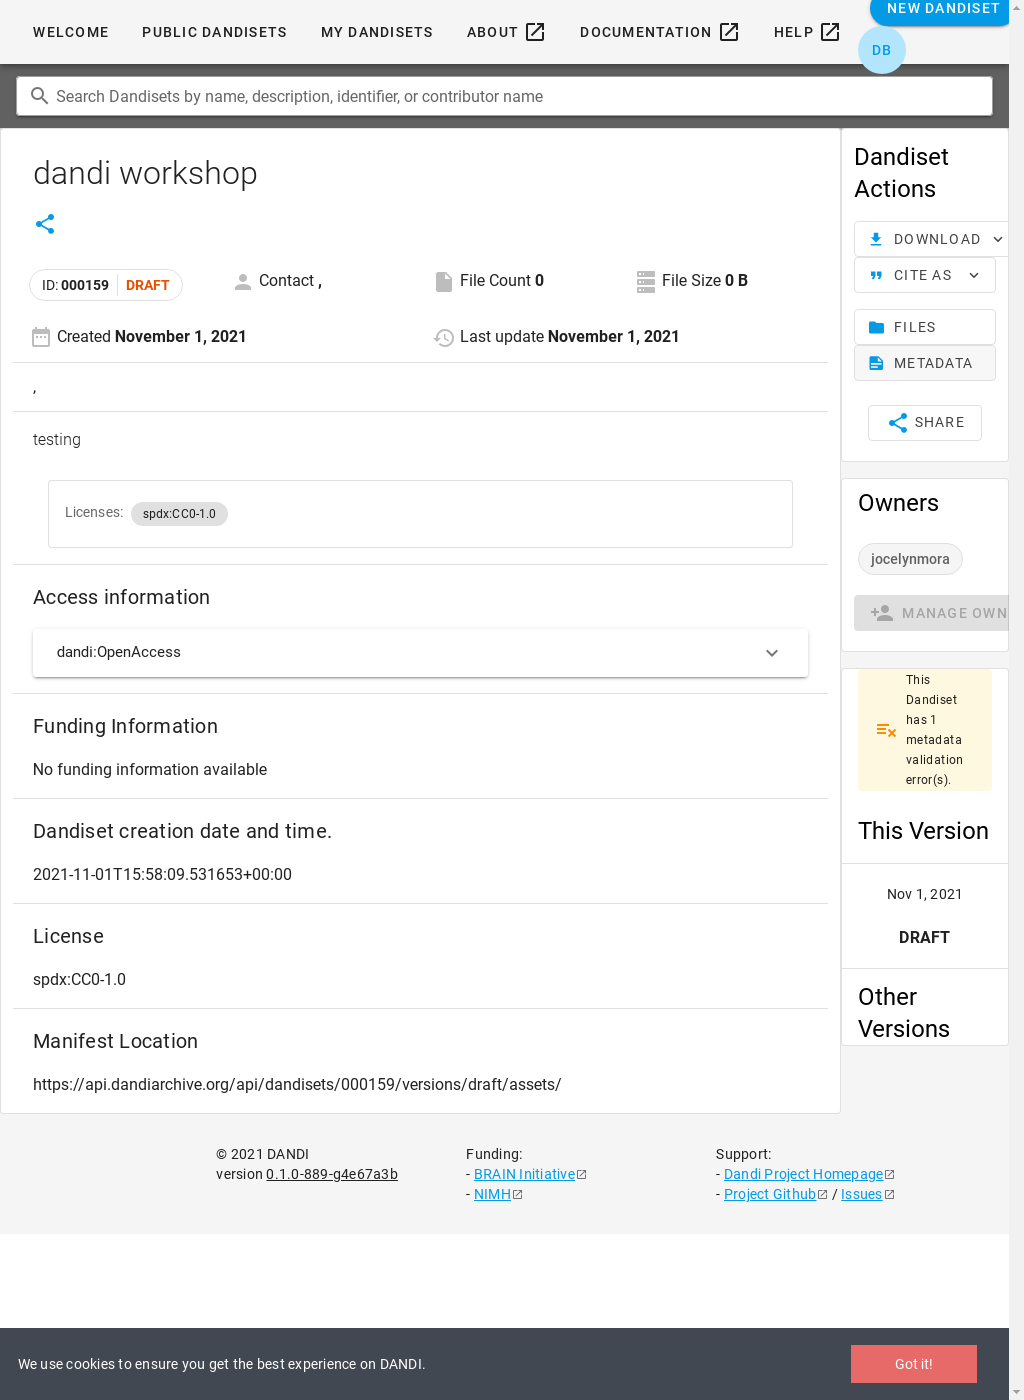 WELCOME PUBLIC DANDISETS MY DANDISETS ABOUT DOCUMENTATION HELP NEW DANDISET
DB
Search Dandisets by name, description, identifier, or contributor name
dandi workshop
ID: 000159 DRAFT
Contact ,
File Count 0
File Size 0 B
Created November 1, 2021
Last update November 1, 2021
,
testing
Licenses: spdx:CC0-1.0
Access information
dandi:OpenAccess
Funding Information
No funding information available
Dandiset creation date and time.
2021-11-01T15:58:09.531653+00:00
License
spdx:CC0-1.0
Manifest Location
https://api.dandiarchive.org/api/dandisets/000159/versions/draft/assets/
Dandiset
Actions
DOWNLOAD
CITE AS
FILES
METADATA
SHARE
Owners
jocelynmora
MANAGE OWN
This
Dandiset
has 1
metadata
validation
error(s).
This Version
Nov 1, 2021
DRAFT
Other
Versions
© 2021 DANDI
version 0.1.0-889-g4e67a3b
Funding:
- BRAIN Initiative
- NIMH
Support:
- Dandi Project Homepage
- Project Github / Issues
We use cookies to ensure you get the best experience on DANDI.
Got it!